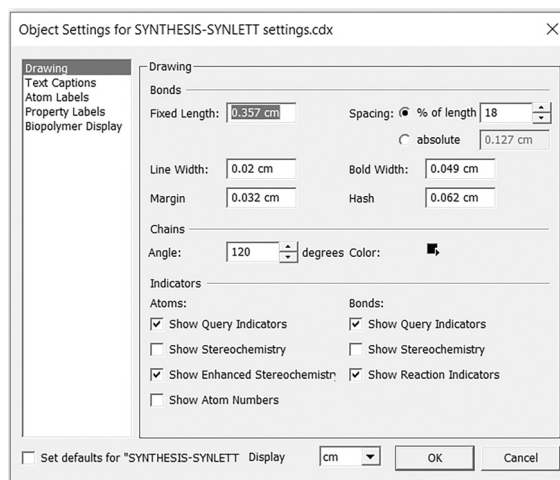 Object Settings for SYNTHESIS-SYNLETT settings.cdx
Drawing
Text Captions
Atom Labels
Property Labels
Biopolymer Display
Drawing
Bonds
Fixed Length: 0.357 cm Spacing: % of length 18
absolute 0.127 cm
Line Width: 0.02 cm Bold Width: 0.049 cm
Margin 0.032 cm Hash 0.062 cm
Chains
Angle: 120 degrees Color:
Indicators
Atoms: Bonds:
Show Query Indicators Show Query Indicators
Show Stereochemistry Show Stereochemistry
Show Enhanced Stereochemistry Show Reaction Indicators
Show Atom Numbers
Set defaults for "SYNTHESIS-SYNLETT Display cm OK Cancel